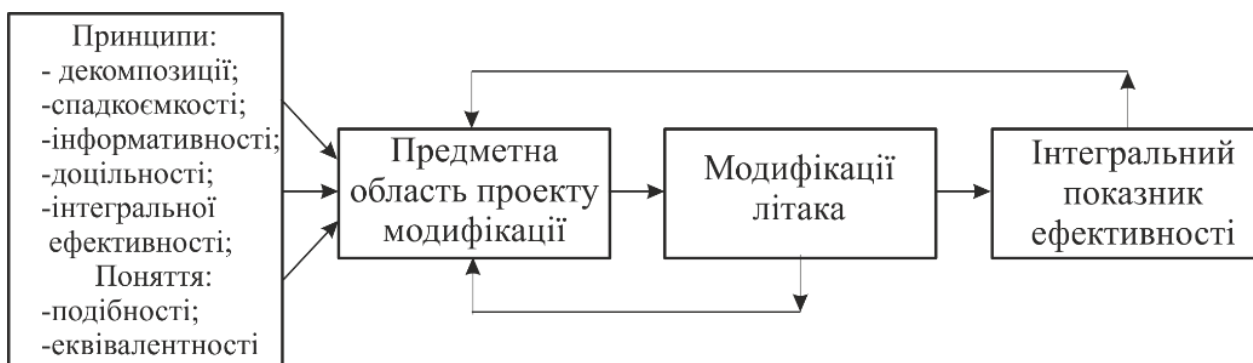 Принципи:
- декомпозиції;
-спадкоємкості;
-інформативності;
-доцільності;
-інтегральної
ефективності;
Поняття:
-подібності;
-еквівалентності
Предметна
область проекту
модифікації
Модифікації
літака
Інтегральний
показник
ефективності